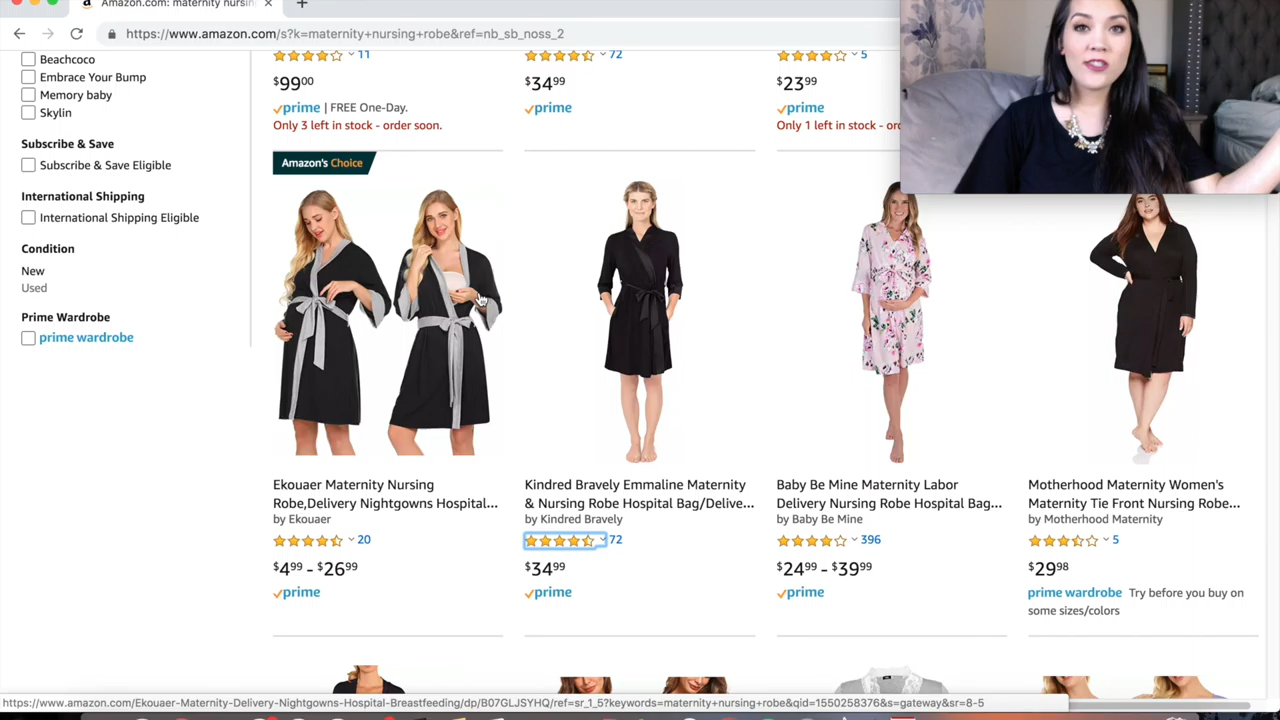 Amazon.com: maternity nursin
https://www.amazon.com/s?k=maternity+nursing+robe&ref=nb_sb_noss_2
Beachcoco
Embrace Your Bump
Memory baby
Skylin
Subscribe & Save
Subscribe & Save Eligible
International Shipping
International Shipping Eligible
Condition
New
Used
Prime Wardrobe
prime wardrobe
11
$99.00
prime | FREE One-Day.
Only 3 left in stock - order soon.
72
$34.99
prime
5
$23.99
prime
Only 1 left in stock - or
Amazon's Choice
Ekouaer Maternity Nursing
Robe,Delivery Nightgowns Hospital...
by Ekouaer
20
$4.99 - $26.99
prime
Kindred Bravely Emmaline Maternity
& Nursing Robe Hospital Bag/Delive...
by Kindred Bravely
72
$34.99
prime
Baby Be Mine Maternity Labor
Delivery Nursing Robe Hospital Bag...
by Baby Be Mine
396
$24.99 - $39.99
prime
Motherhood Maternity Women's
Maternity Tie Front Nursing Robe...
by Motherhood Maternity
5
$29.98
prime wardrobe Try before you buy on
some sizes/colors
https://www.amazon.com/Ekouaer-Maternity-Delivery-Nightgowns-Hospital-Breastfeeding/dp/B07GLJSYHQ/ref=sr_1_5?keywords=maternity+nursing+robe&qid=1550258376&s=gateway&sr=8-5